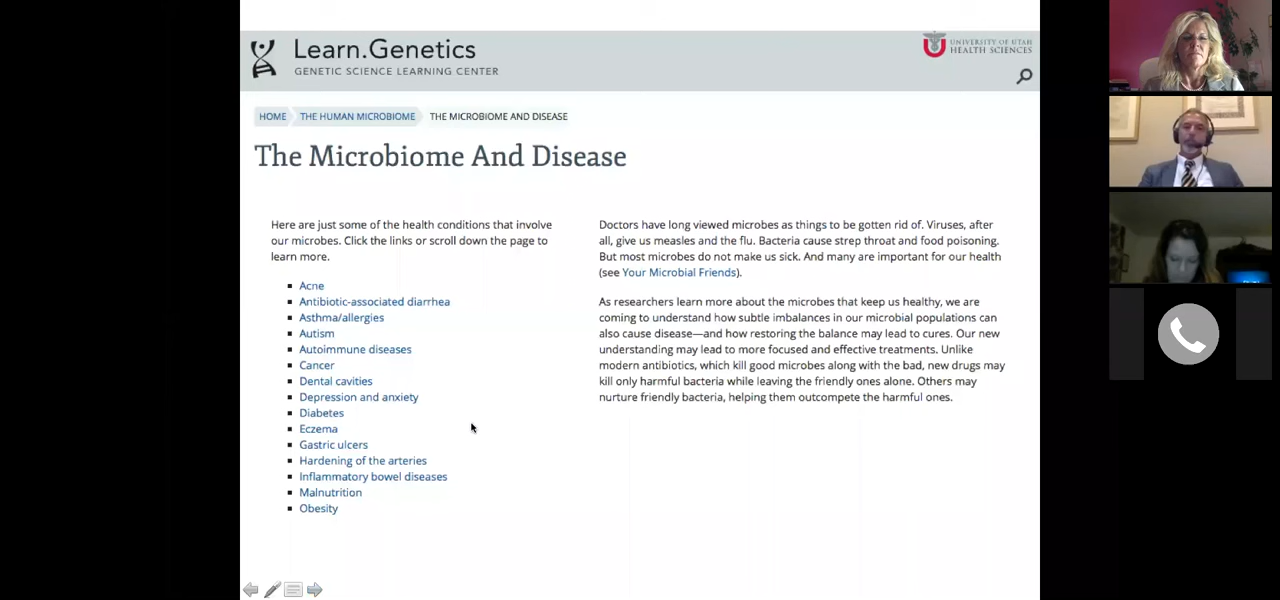 Learn.Genetics
GENETIC SCIENCE LEARNING CENTER
UNIVERSITY OF UTAH
HEALTH SCIENCES
HOME THE HUMAN MICROBIOME THE MICROBIOME AND DISEASE
The Microbiome And Disease
Here are just some of the health conditions that involve
our microbes. Click the links or scroll down the page to
learn more.
Acne
Antibiotic-associated diarrhea
Asthma/allergies
Autism
Autoimmune diseases
Cancer
Dental cavities
Depression and anxiety
Diabetes
Eczema
Gastric ulcers
Hardening of the arteries
Inflammatory bowel diseases
Malnutrition
Obesity
Doctors have long viewed microbes as things to be gotten rid of. Viruses, after
all, give us measles and the flu. Bacteria cause strep throat and food poisoning.
But most microbes do not make us sick. And many are important for our health
(see Your Microbial Friends).
As researchers learn more about the microbes that keep us healthy, we are
coming to understand how subtle imbalances in our microbial populations can
also cause disease—and how restoring the balance may lead to cures. Our new
understanding may lead to more focused and effective treatments. Unlike
modern antibiotics, which kill good microbes along with the bad, new drugs may
kill only harmful bacteria while leaving the friendly ones alone. Others may
nurture friendly bacteria, helping them outcompete the harmful ones.